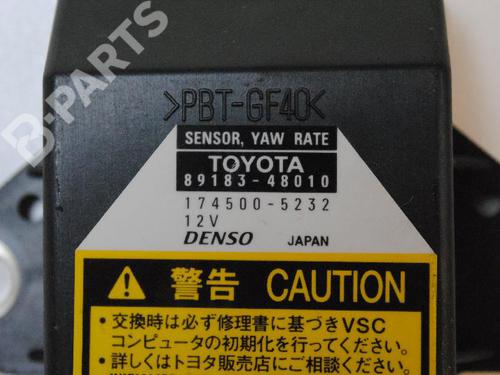 B-PARTS
>PBT-GF40<
SENSOR, YAW RATE
TOYOTA
89183-48010
174500-5232
12V
DENSO JAPAN
警告 CAUTION
•交換時は必ず修理書に基づきVSC
コンピュータの初期化を行ってください。
•詳しくはトヨタ販売店にご相談ください。